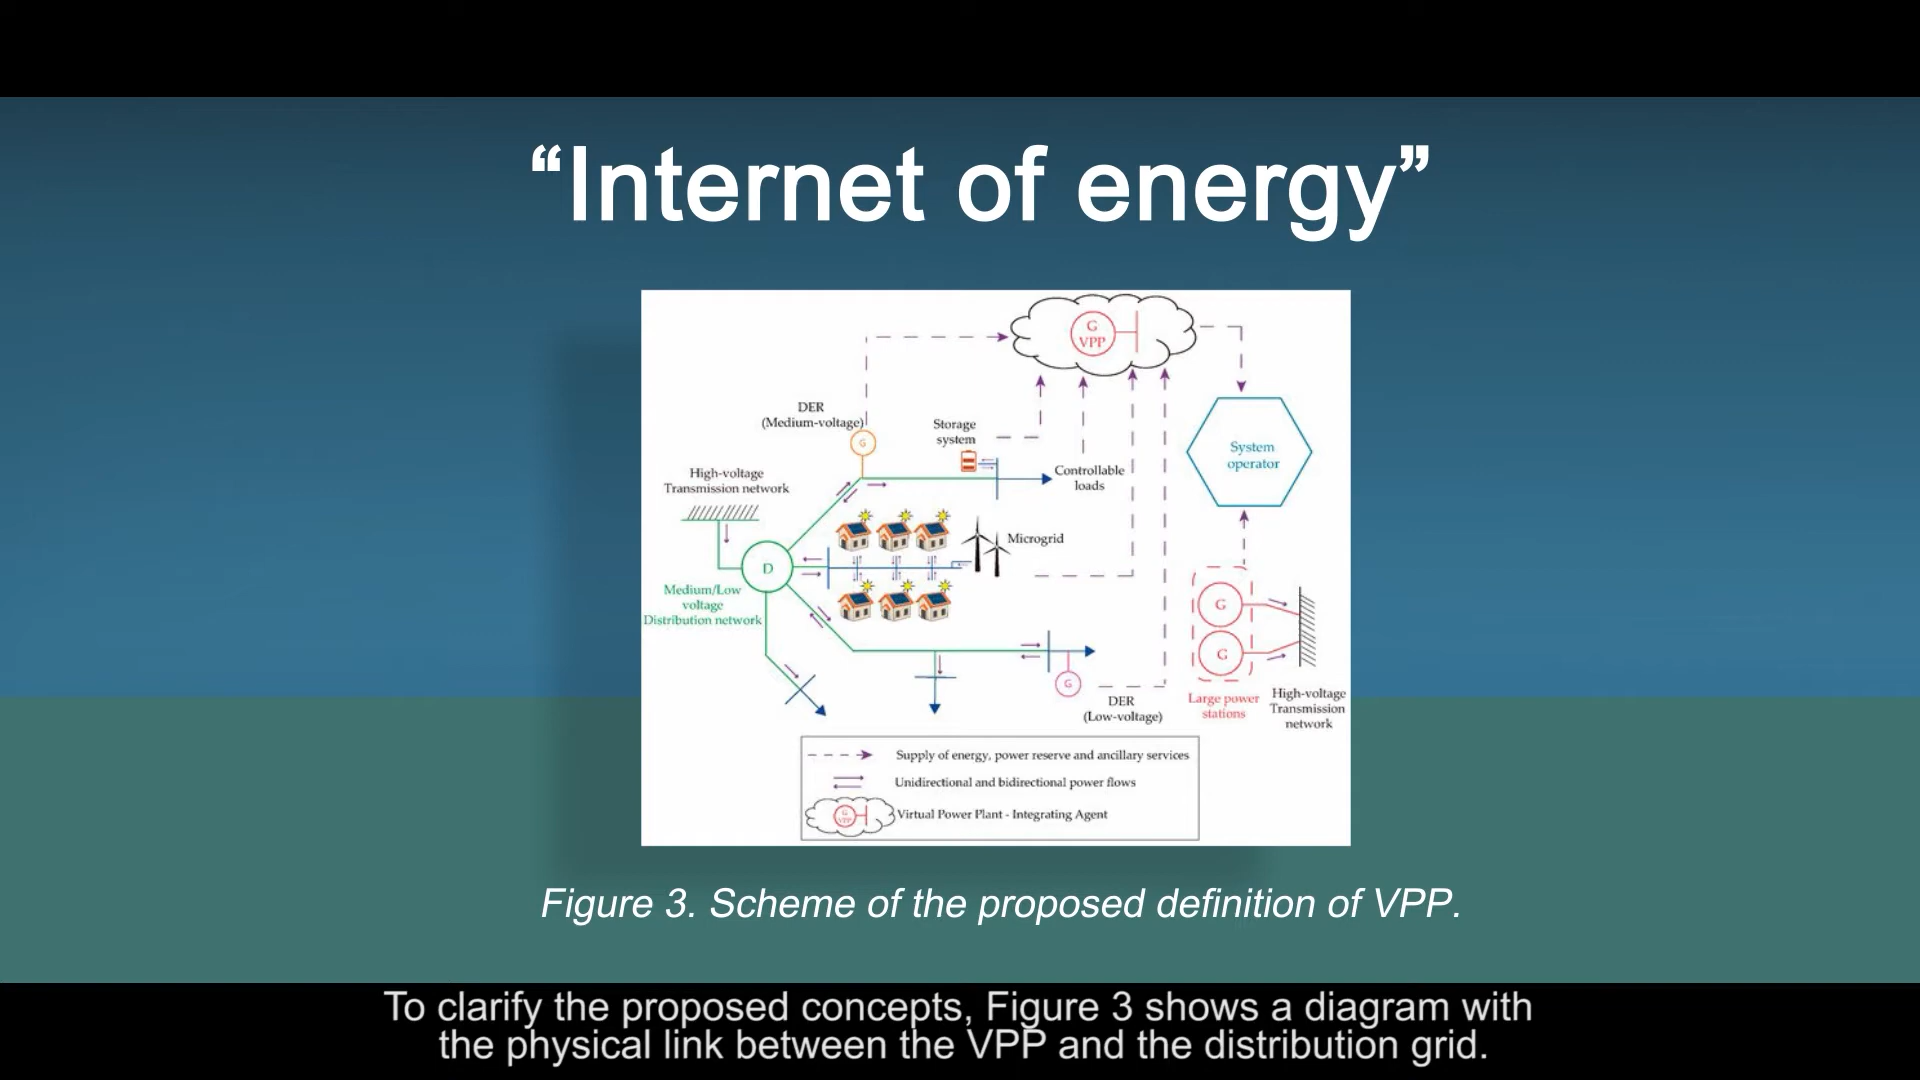 “Internet of energy”
G
VPP
DER
(Medium-voltage)
G
Storage
system
System
operator
High-voltage
Transmission network
Controllable
loads
Microgrid
D
Medium/Low
voltage
Distribution network
G
G
G
DER
(Low-voltage)
Large power
stations
High-voltage
Transmission
network
Supply of energy, power reserve and ancillary services
Unidirectional and bidirectional power flows
G
VPP
Virtual Power Plant - Integrating Agent
Figure 3. Scheme of the proposed definition of VPP.
To clarify the proposed concepts, Figure 3 shows a diagram with
the physical link between the VPP and the distribution grid.